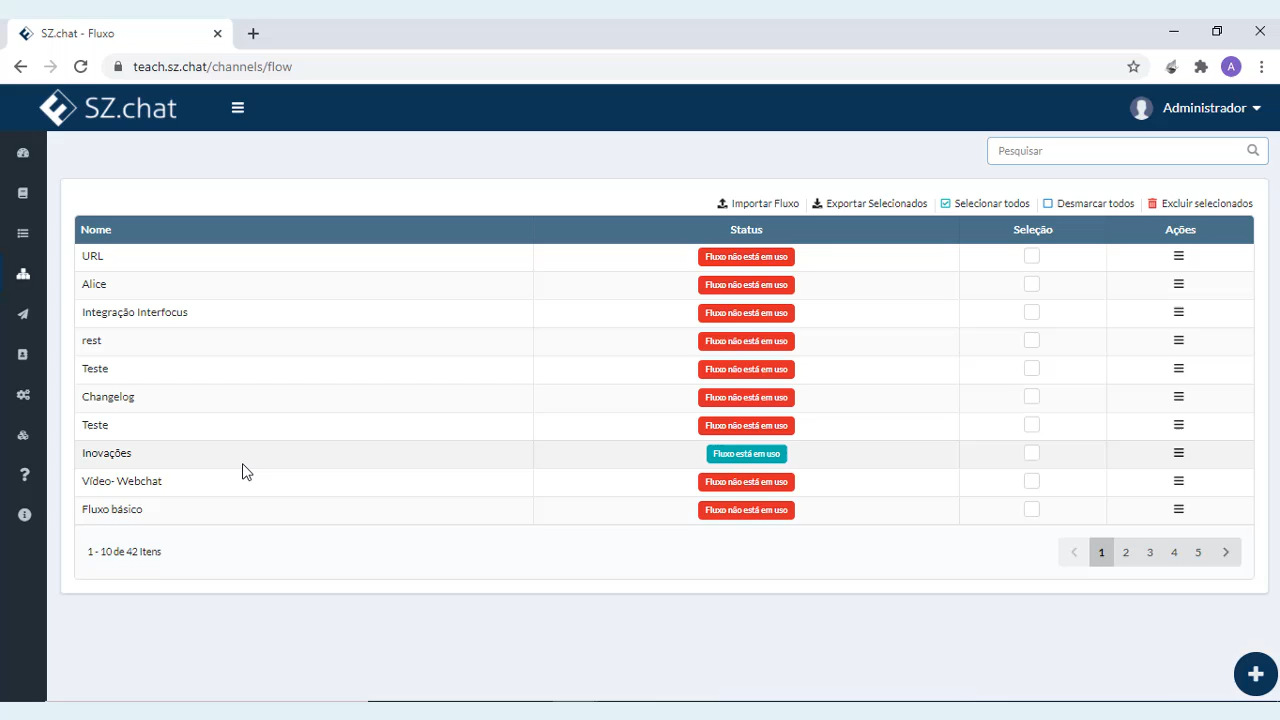 SZ.chat - Fluxo
teach.sz.chat/channels/flow
A
SZ.chat
Administrador
Pesquisar
Importar Fluxo Exportar Selecionados Selecionar todos Desmarcar todos Excluir selecionados
Nome Status Seleção Ações
URL Fluxo não está em uso
Alice Fluxo não está em uso
Integração Interfocus Fluxo não está em uso
rest Fluxo não está em uso
Teste Fluxo não está em uso
Changelog Fluxo não está em uso
Teste Fluxo não está em uso
Inovações Fluxo está em uso
Vídeo- Webchat Fluxo não está em uso
Fluxo básico Fluxo não está em uso
1 - 10 de 42 Itens 1 2 3 4 5